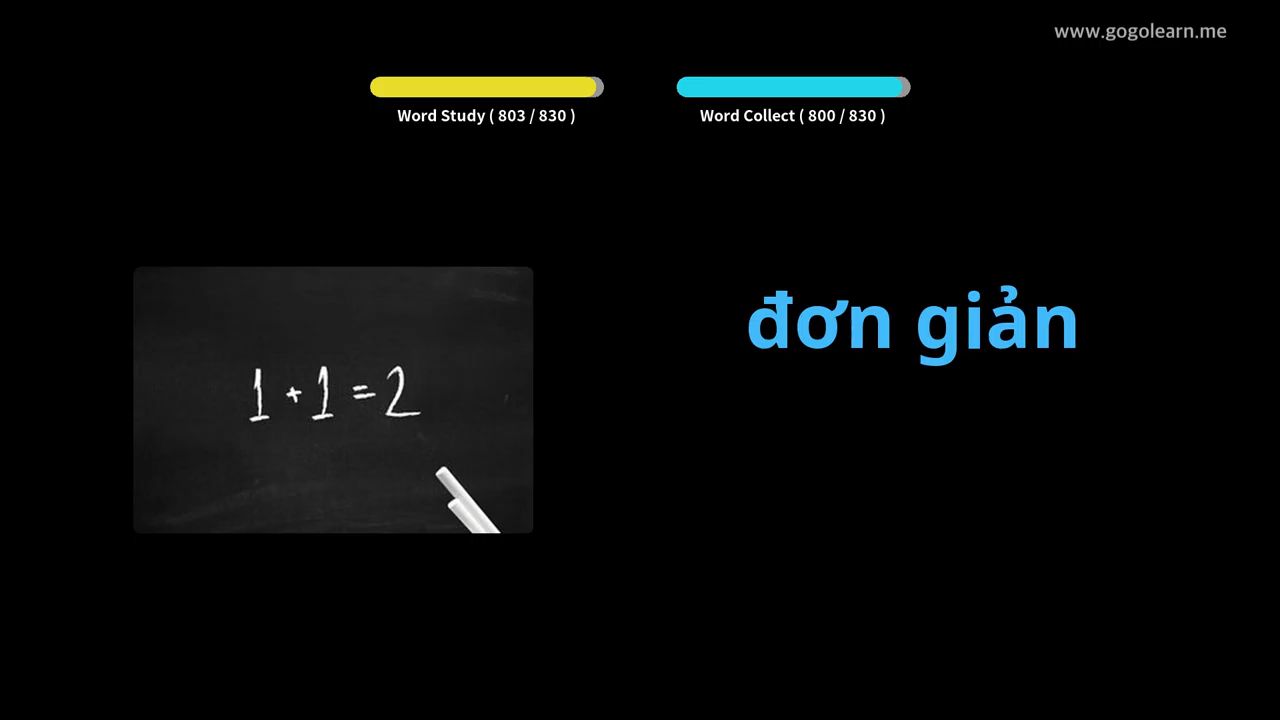 www.gogolearn.me
Word Study ( 803 / 830 )
Word Collect ( 800 / 830 )
đơn giản
1 + 1 = 2